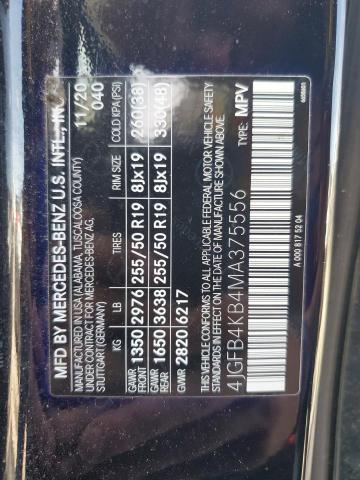 MFD BY MERCEDES-BENZ U.S. INTL., INC.
IN USA ALABAMA, TUSCALOOSA COUNTY 11/20
UNDER CONTRACT FOR MERCEDES-BENZ AG, 040
STUTTGART (GERMANY)
KG LB TIRES RIM SIZE COLD KPA (PSI)
GAWR FRONT 1350 2976 255/50 R19 8Jx19 260(38)
GAWR REAR 1650 3638 255/50 R19 8Jx19 330(48)
GVWR 2820 6217
THIS VEHICLE CONFORMS TO ALL APPLICABLE FEDERAL MOTOR VEHICLE SAFETY
STANDARDS IN EFFECT ON THE DATE OF MANUFACTURE SHOWN ABOVE.
4JGFB4KB4MA375556 TYPE: MPV
A 000 817 52 04